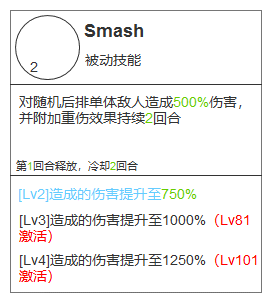 Smash
2
被动技能
对随机后排单体敌人造成500%伤害，
并附加重伤效果持续2回合
第1回合释放，冷却2回合
[Lv2]造成的伤害提升至750%
[Lv3]造成的伤害提升至1000%（Lv81
激活）
[Lv4]造成的伤害提升至1250%（Lv101
激活）